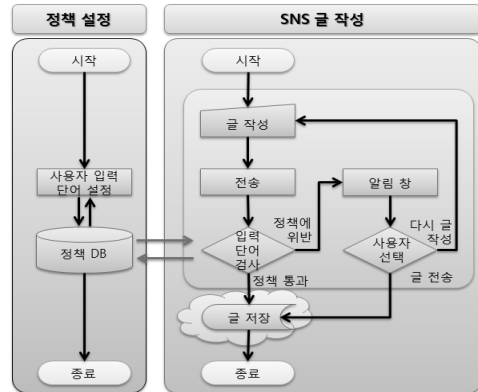 정책 설정
SNS 글 작성
시작
사용자 입력
단어 설정
정책 DB
종료
시작
글 작성
전송
입력
단어
검사
정책에
위반
알림 창
사용자
선택
다시 글
작성
정책 통과
글 전송
글 저장
종료